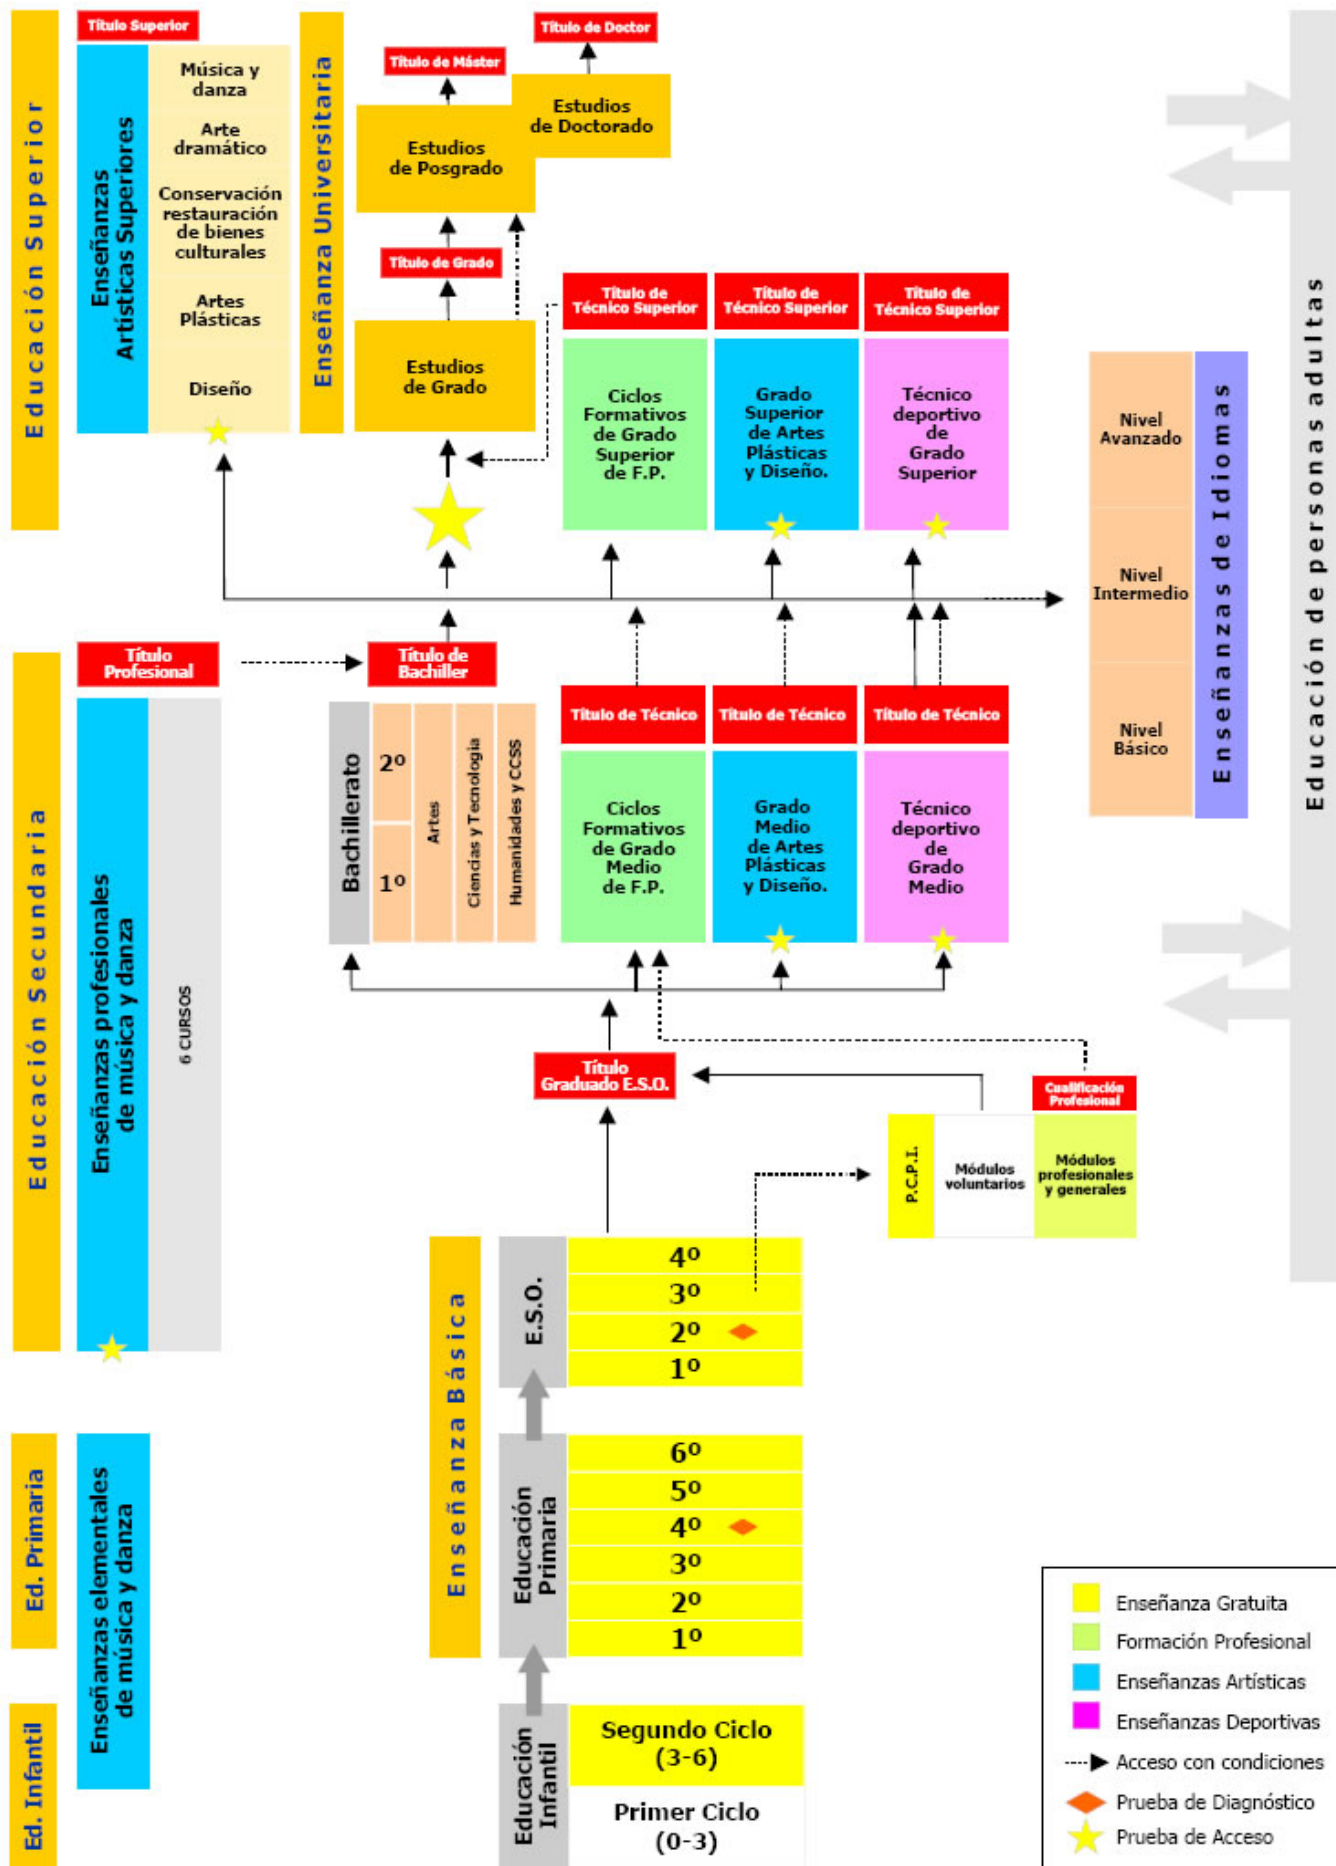 Educación Superior
Título Superior
Enseñanzas
Artísticas Superiores
Música y
danza
Arte
dramático
Conservación
restauración
de bienes
culturales
Artes
Plásticas
Diseño
Enseñanza Universitaria
Título de Máster
Título de Doctor
Estudios
de Doctorado
Estudios
de Posgrado
Título de Grado
Estudios
de Grado
Título de
Técnico Superior
Título de
Técnico Superior
Título de
Técnico Superior
Ciclos
Formativos
de Grado
Superior
de F.P.
Grado
Superior
de Artes
Plásticas
y Diseño.
Técnico
deportivo
de
Grado
Superior
Nivel
Avanzado
Nivel
Intermedio
Nivel
Básico
Enseñanzas de Idiomas
Educación de personas adultas
Educación Secundaria
Título
Profesional
Enseñanzas profesionales
de música y danza
6 CURSOS
Título de
Bachiller
Bachillerato
2º
1º
Artes
Ciencias y Tecnología
Humanidades y CCSS
Título de Técnico
Título de Técnico
Título de Técnico
Ciclos
Formativos
de Grado
Medio
de F.P.
Grado
Medio
de Artes
Plásticas
y Diseño.
Técnico
deportivo
de
Grado
Medio
Título
Graduado E.S.O.
Cualificación
Profesional
P.C.P.I.
Módulos
voluntarios
Módulos
profesionales
y generales
Enseñanza Básica
E.S.O.
4º
3º
2º
1º
Ed. Primaria
Enseñanzas elementales
de música y danza
Educación
Primaria
6º
5º
4º
3º
2º
1º
Ed. Infantil
Educación
Infantil
Segundo Ciclo
(3-6)
Primer Ciclo
(0-3)
Enseñanza Gratuita
Formación Profesional
Enseñanzas Artísticas
Enseñanzas Deportivas
Acceso con condiciones
Prueba de Diagnóstico
Prueba de Acceso